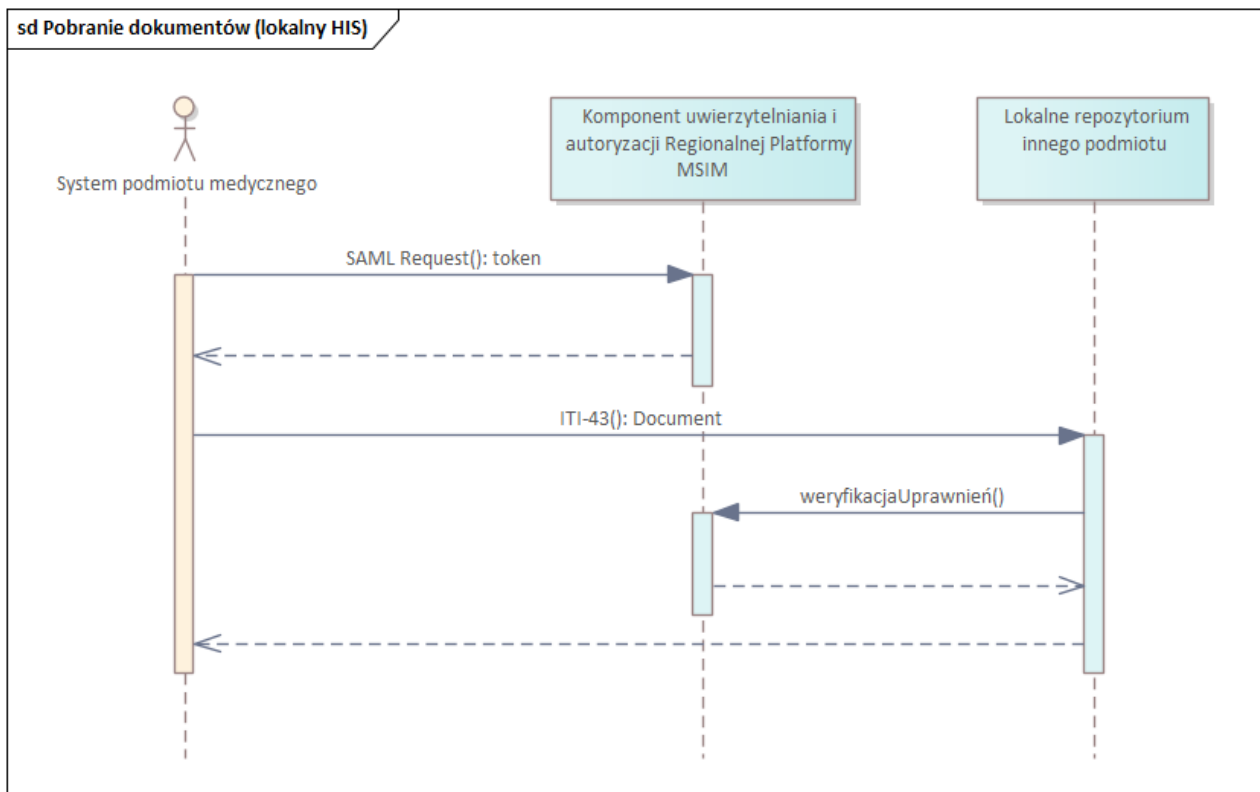 sd Pobranie dokumentów (lokalny HIS)
System podmiotu medycznego
Komponent uwierzytelniania i
autoryzacji Regionalnej Platformy
MSIM
Lokalne repozytorium
innego podmiotu
SAML Request(): token
ITI-43(): Document
weryfikacjaUprawnień()